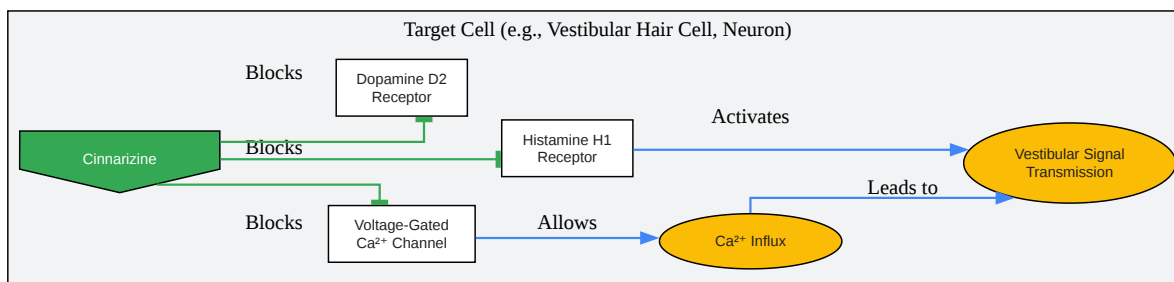 Target Cell (e.g., Vestibular Hair Cell, Neuron)
Blocks
Dopamine D2
Receptor
Activates
Cinnarizine
Blocks
Histamine H1
Receptor
Vestibular Signal
Transmission
Leads to
Blocks
Voltage-Gated
Ca²⁺ Channel
Allows
Ca²⁺ Influx